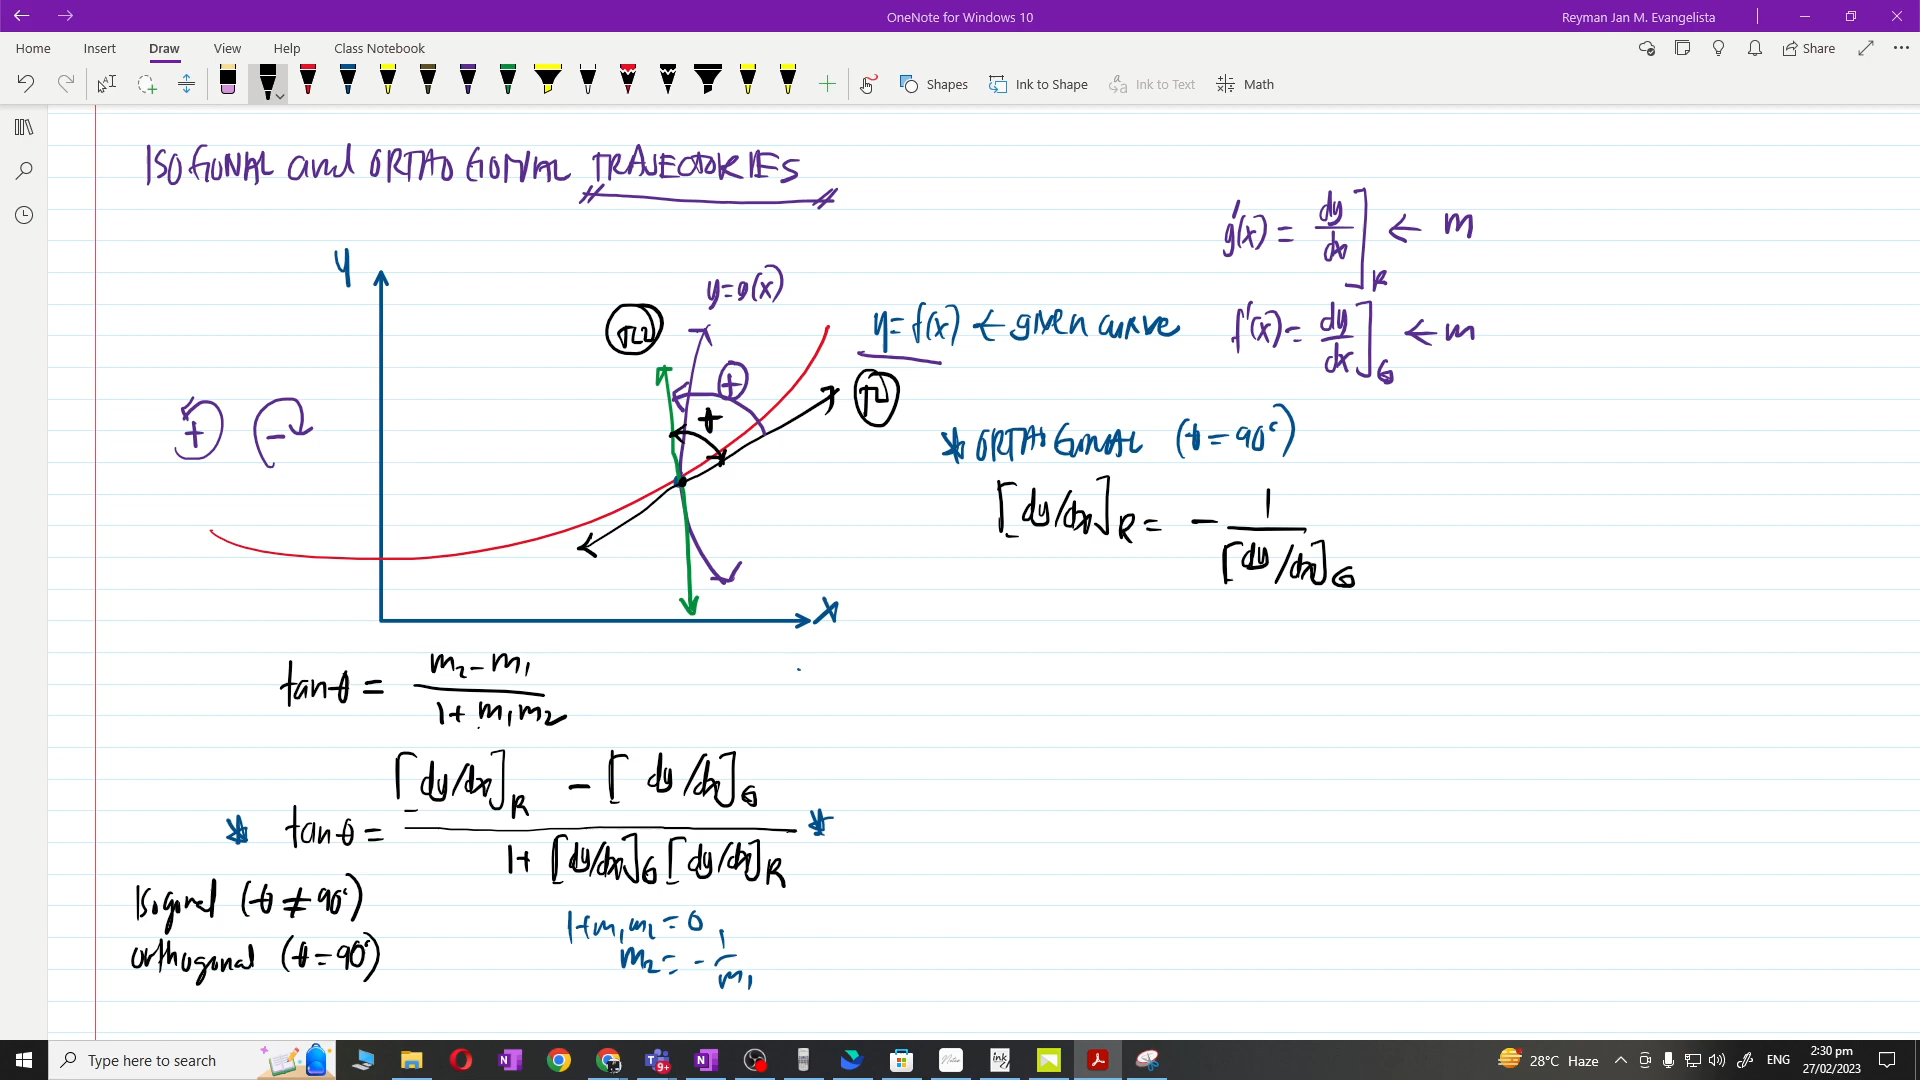 OneNote for Windows 10
Reyman Jan M. Evangelista
Home Insert Draw View Help Class Notebook
Share
Shapes Ink to Shape Ink to Text Math
ISOGONAL and ORTHOGONAL TRAJECTORIES
g'(x) = dy/dx]R ← m
Y
y=g(x)
y=f(x) ← given curve
f'(x) = dy/dx]G ← m
T2
T1
+
+
+ -
* ORTHOGONAL (θ=90°)
[dy/dx]R = - 1/[dy/dx]G
X
tanθ = m2-m1 / 1+m1m2
* tanθ = [dy/dx]R - [dy/dx]G / 1+[dy/dx]G[dy/dx]R *
Isogonal (θ≠90°)
1+m1m2=0
orthogonal (θ=90°)
m2=-1/m1
Type here to search
9+
28°C Haze
ENG
2:30 pm
27/02/2023